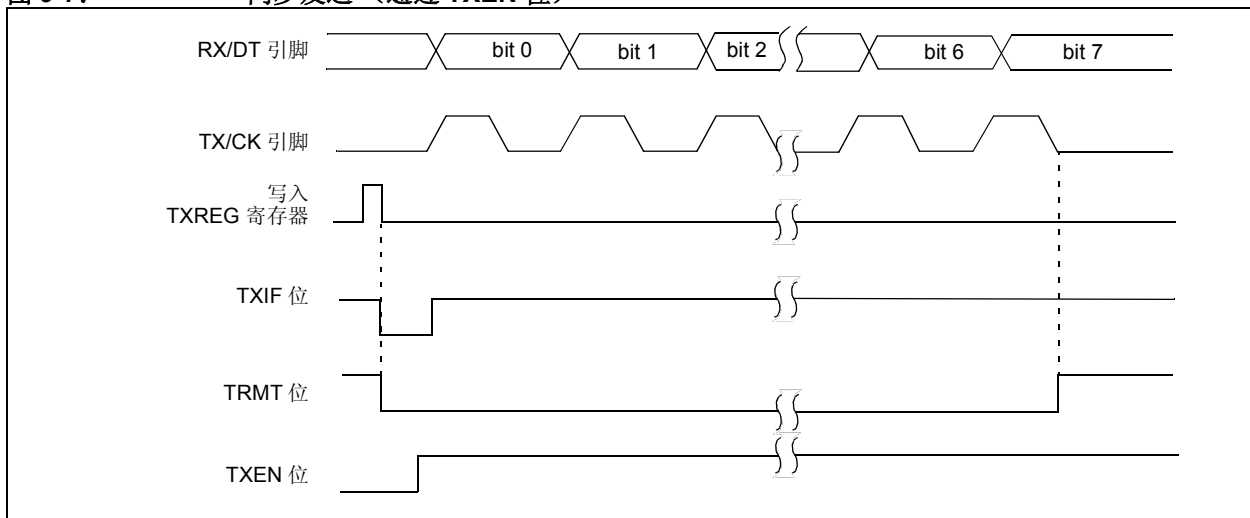 RX/DT 引脚
bit 0
bit 1
bit 2
bit 6
bit 7
TX/CK 引脚
写入
TXREG 寄存器
TXIF 位
TRMT 位
TXEN 位